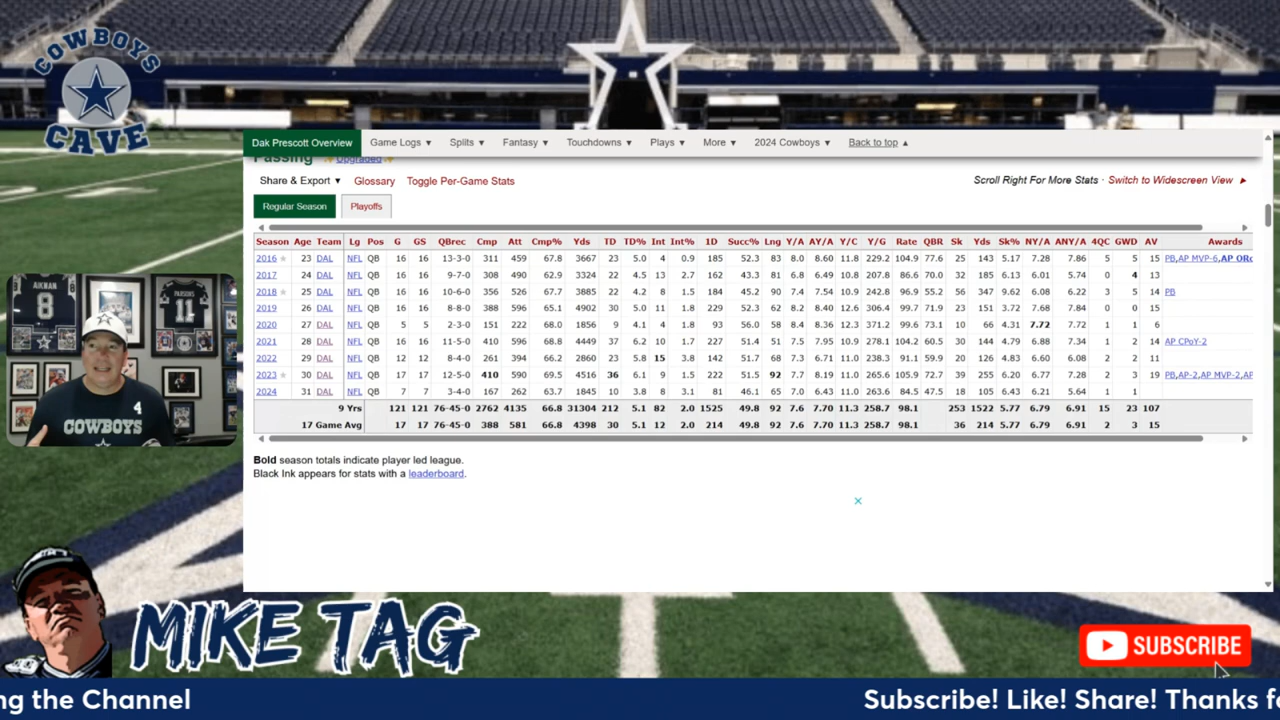 COWBOYS
CAVE
Dak Prescott Overview Game Logs ▼ Splits ▼ Fantasy ▼ Touchdowns ▼ Plays ▼ More ▼ 2024 Cowboys ▼ Back to top ▲
Passing Upgraded
Share & Export ▼ Glossary Toggle Per-Game Stats Scroll Right For More Stats · Switch to Widescreen View ►
Regular Season Playoffs
Season Age Team Lg Pos G GS QBrec Cmp Att Cmp% Yds TD TD% Int Int% 1D Succ% Lng Y/A AY/A Y/C Y/G Rate QBR Sk Yds Sk% NY/A ANY/A 4QC GWD AV Awards
2016 23 DAL NFL QB 16 16 13-3-0 311 459 67.8 3667 23 5.0 4 0.9 185 52.3 83 8.0 8.60 11.8 229.2 104.9 77.6 25 143 5.17 7.28 7.86 5 5 15 PB,AP MVP-6,AP ORo
2017 24 DAL NFL QB 16 16 9-7-0 308 490 62.9 3324 22 4.5 13 2.7 162 43.3 81 6.8 6.49 10.8 207.8 86.6 70.0 32 185 6.13 6.01 5.74 0 4 13
2018 25 DAL NFL QB 16 16 10-6-0 356 526 67.7 3885 22 4.2 8 1.5 184 45.2 90 7.4 7.54 10.9 242.8 96.9 55.2 56 347 9.62 6.08 6.22 3 5 14 PB
2019 26 DAL NFL QB 16 16 8-8-0 388 596 65.1 4902 30 5.0 11 1.8 229 52.3 62 8.2 8.40 12.6 306.4 99.7 71.9 23 151 3.72 7.68 7.84 0 0 15
2020 27 DAL NFL QB 5 5 2-3-0 151 222 68.0 1856 9 4.1 4 1.8 93 56.0 58 8.4 8.36 12.3 371.2 99.6 73.1 10 66 4.31 7.72 7.72 1 1 6
2021 28 DAL NFL QB 16 16 11-5-0 410 596 68.8 4449 37 6.2 10 1.7 234 51.4 51 7.5 7.95 10.9 278.1 104.2 60.5 30 144 4.79 6.88 7.34 1 2 14 AP CPoY-2
2022 29 DAL NFL QB 12 12 8-4-0 261 394 66.2 2860 23 5.8 15 3.8 142 51.7 68 7.3 6.71 11.0 238.3 91.1 59.9 20 126 4.83 6.60 6.08 2 2 11
2023 30 DAL NFL QB 17 17 12-5-0 410 590 69.5 4516 36 6.1 9 1.5 222 51.5 92 7.7 8.19 11.0 265.6 105.9 72.7 39 255 6.20 6.77 7.28 2 3 19 PB,AP-2,AP MVP-2,AP
2024 31 DAL NFL QB 7 7 3-4-0 167 262 63.7 1845 10 3.8 8 3.1 81 46.1 65 7.0 6.43 11.0 263.6 84.5 47.5 18 105 6.43 6.21 5.64 1 1
9 Yrs 121 121 76-45-0 2762 4135 66.8 31304 212 5.1 82 2.0 1525 49.8 92 7.6 7.70 11.3 258.7 98.1 253 1522 5.77 6.79 6.91 15 23 107
17 Game Avg 17 17 76-45-0 388 581 66.8 4398 30 5.1 12 2.0 214 49.8 92 7.6 7.70 11.3 258.7 98.1 36 214 5.77 6.79 6.91 2 3 15
Bold season totals indicate player led league.
Black Ink appears for stats with a leaderboard.
AIKMAN
8
PARSONS
11
4
COWBOYS
MIKE TAG
SUBSCRIBE
ng the Channel Subscribe! Like! Share! Thanks fo